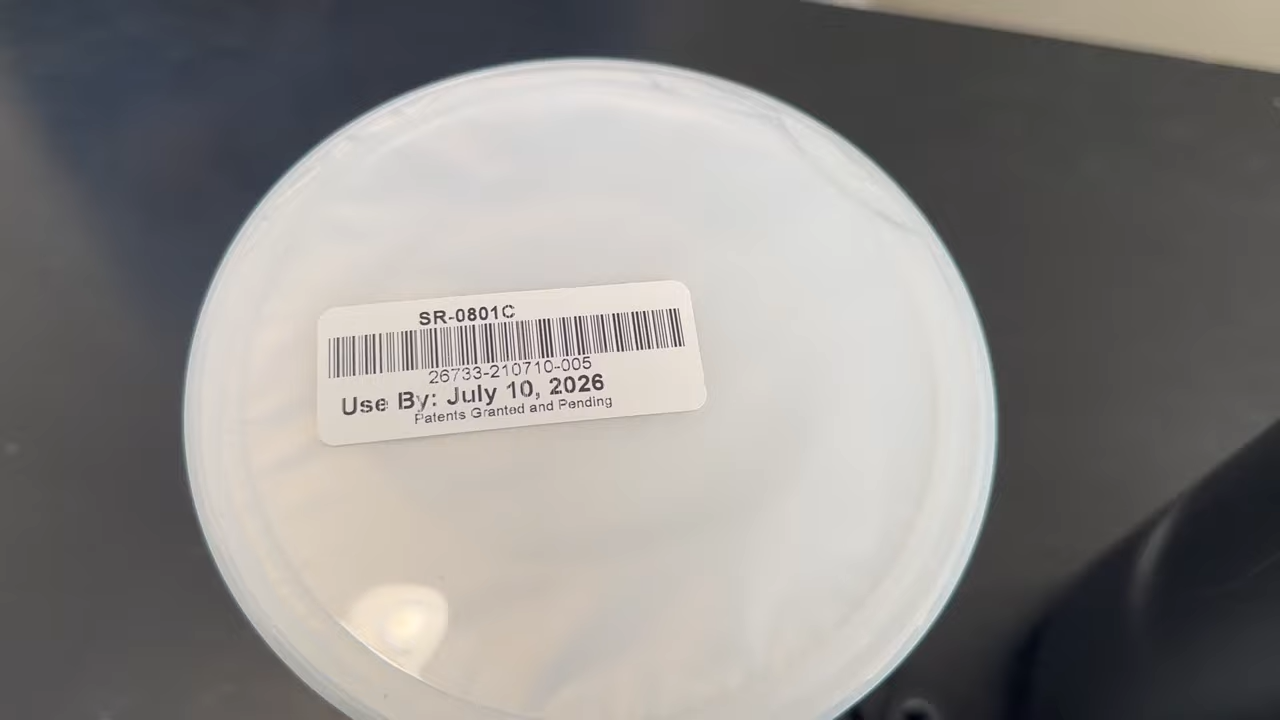 SR-0801C
26733-210710-005
Use By: July 10, 2026
Patents Granted and Pending